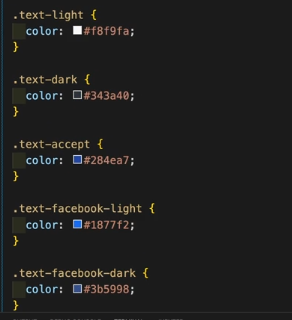 .text-light {
color: #f8f9fa;
}
.text-dark {
color: #343a40;
}
.text-accept {
color: #284ea7;
}
.text-facebook-light {
color: #1877f2;
}
.text-facebook-dark {
color: #3b5998;
}